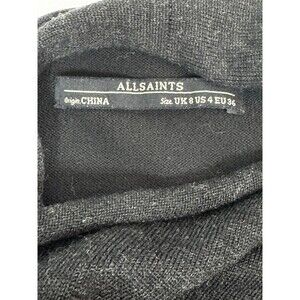 ALLSAINTS
Origin. CHINA Size. UK 8 US 4 EU 36